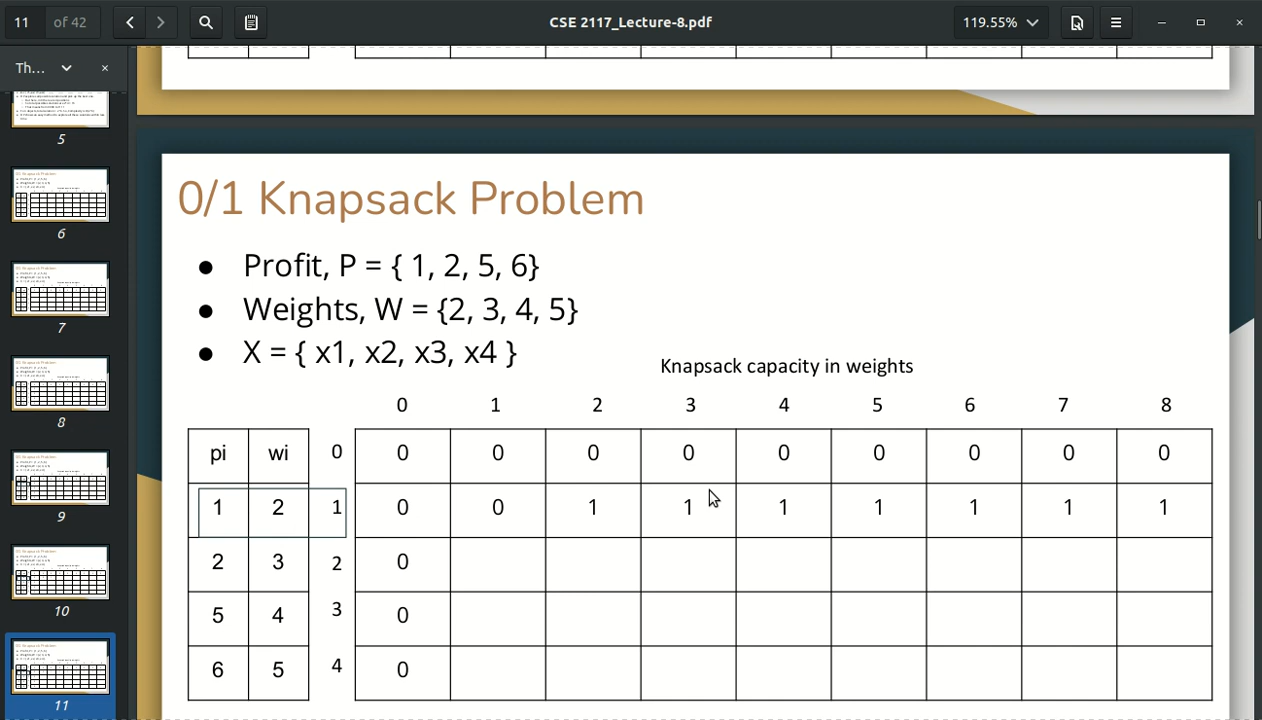 11 of 42
CSE 2117_Lecture-8.pdf
119.55%
Th...
5
6
7
8
9
10
11
0/1 Knapsack Problem
● Profit, P = { 1, 2, 5, 6}
● Weights, W = {2, 3, 4, 5}
● X = { x1, x2, x3, x4 }
Knapsack capacity in weights
0 1 2 3 4 5 6 7 8
pi wi 0 0 0 0 0 0 0 0 0 0
1 2 1 0 0 1 1 1 1 1 1 1
2 3 2 0
5 4 3 0
6 5 4 0